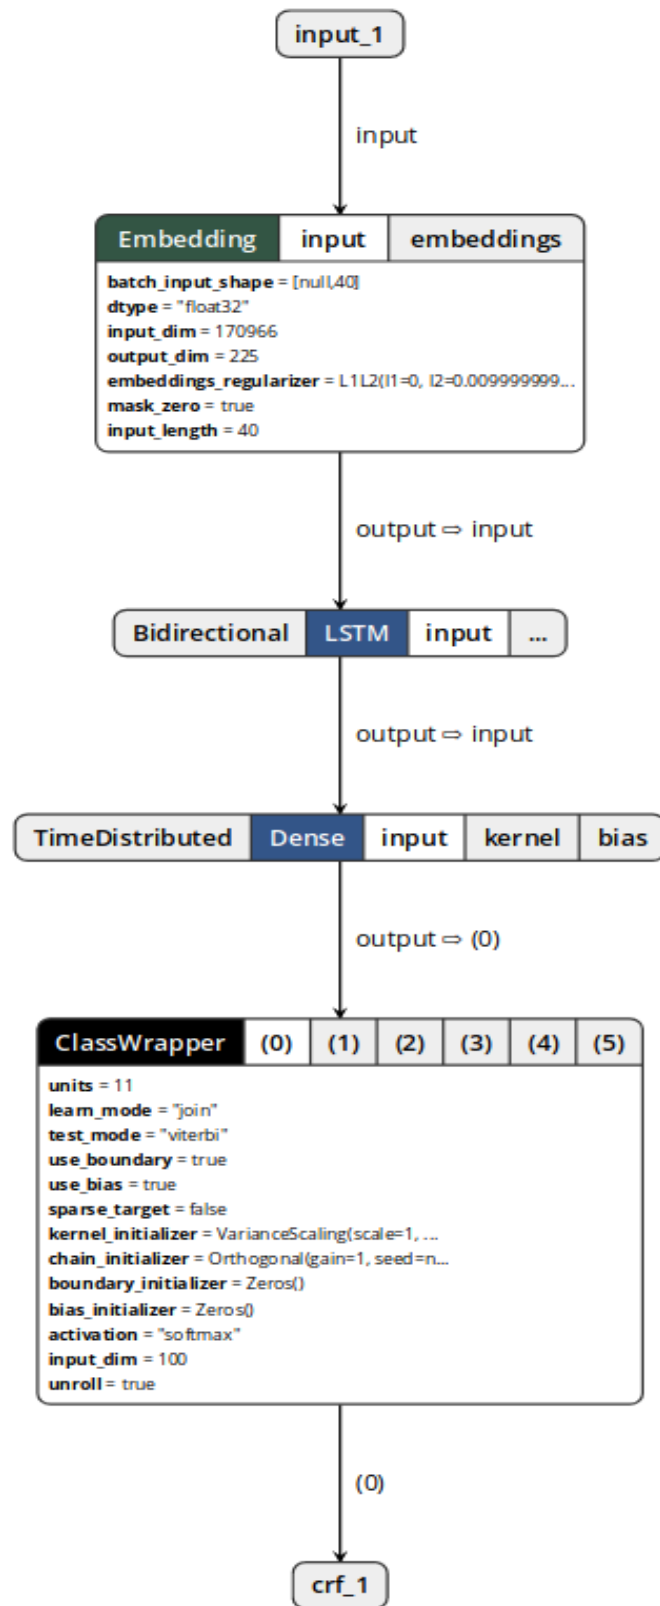 input_1
input
Embedding input embeddings
batch_input_shape = [null,40]
dtype = "float32"
input_dim = 170966
output_dim = 225
embeddings_regularizer = L1L2(l1=0, l2=0.009999999...
mask_zero = true
input_length = 40
output ⇨ input
Bidirectional LSTM input ...
output ⇨ input
TimeDistributed Dense input kernel bias
output ⇨ (0)
ClassWrapper (0) (1) (2) (3) (4) (5)
units = 11
learn_mode = "join"
test_mode = "viterbi"
use_boundary = true
use_bias = true
sparse_target = false
kernel_initializer = VarianceScaling(scale=1, ...
chain_initializer = Orthogonal(gain=1, seed=n...
boundary_initializer = Zeros()
bias_initializer = Zeros()
activation = "softmax"
input_dim = 100
unroll = true
(0)
crf_1